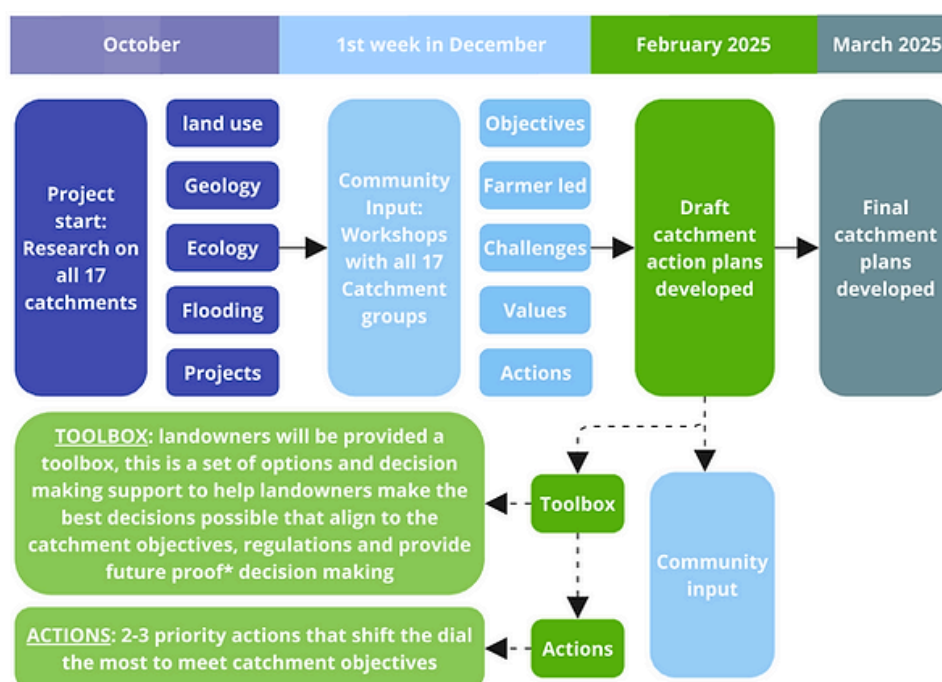 October
1st week in December
February 2025
March 2025
Project
start:
Research on
all 17
catchments
land use
Geology
Ecology
Flooding
Projects
Community
Input:
Workshops
with all 17
Catchment
groups
Objectives
Farmer led
Challenges
Values
Actions
Draft
catchment
action plans
developed
Final
catchment
plans
developed
TOOLBOX: landowners will be provided a
toolbox, this is a set of options and decision
making support to help landowners make the
best decisions possible that align to the
catchment objectives, regulations and provide
future proof* decision making
Toolbox
Community
input
ACTIONS: 2-3 priority actions that shift the dial
the most to meet catchment objectives
Actions